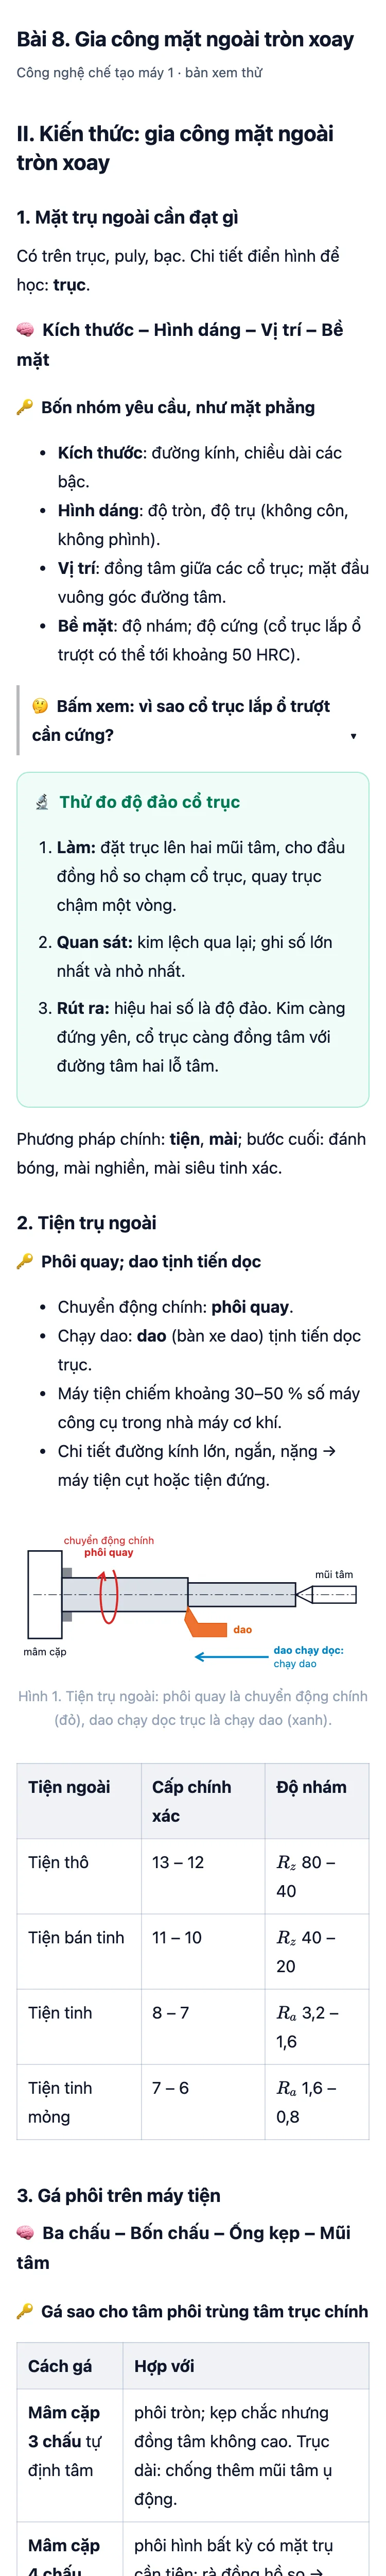 Bài 8. Gia công mặt ngoài tròn xoay
Công nghệ chế tạo máy 1 · bản xem thử
II. Kiến thức: gia công mặt ngoài
tròn xoay
1. Mặt trụ ngoài cần đạt gì
Có trên trục, puly, bạc. Chi tiết điển hình để
học: trục.
🧠 Kích thước – Hình dáng – Vị trí – Bề
mặt
🔑 Bốn nhóm yêu cầu, như mặt phẳng
• Kích thước: đường kính, chiều dài các
bậc.
• Hình dáng: độ tròn, độ trụ (không côn,
không phình).
• Vị trí: đồng tâm giữa các cổ trục; mặt đầu
vuông góc đường tâm.
• Bề mặt: độ nhám; độ cứng (cổ trục lắp ổ
trượt có thể tới khoảng 50 HRC).
🤔 Bấm xem: vì sao cổ trục lắp ổ trượt
cần cứng? ▼
🔬 Thử đo độ đảo cổ trục
1. Làm: đặt trục lên hai mũi tâm, cho đầu
đồng hồ so chạm cổ trục, quay trục
chậm một vòng.
2. Quan sát: kim lệch qua lại; ghi số lớn
nhất và nhỏ nhất.
3. Rút ra: hiệu hai số là độ đảo. Kim càng
đứng yên, cổ trục càng đồng tâm với
đường tâm hai lỗ tâm.
Phương pháp chính: tiện, mài; bước cuối: đánh
bóng, mài nghiền, mài siêu tinh xác.
2. Tiện trụ ngoài
🔑 Phôi quay; dao tịnh tiến dọc
• Chuyển động chính: phôi quay.
• Chạy dao: dao (bàn xe dao) tịnh tiến dọc
trục.
• Máy tiện chiếm khoảng 30–50 % số máy
công cụ trong nhà máy cơ khí.
• Chi tiết đường kính lớn, ngắn, nặng →
máy tiện cụt hoặc tiện đứng.
chuyển động chính
phôi quay
mũi tâm
dao
mâm cặp
dao chạy dọc:
chạy dao
Hình 1. Tiện trụ ngoài: phôi quay là chuyển động chính
(đỏ), dao chạy dọc trục là chạy dao (xanh).
Tiện ngoài Cấp chính Độ nhám
xác
Tiện thô 13 – 12 Rz 80 –
40
Tiện bán tinh 11 – 10 Rz 40 –
20
Tiện tinh 8 – 7 Ra 3,2 –
1,6
Tiện tinh 7 – 6 Ra 1,6 –
mỏng 0,8
3. Gá phôi trên máy tiện
🧠 Ba chấu – Bốn chấu – Ống kẹp – Mũi
tâm
🔑 Gá sao cho tâm phôi trùng tâm trục chính
Cách gá Hợp với
Mâm cặp phôi tròn; kẹp chắc nhưng
3 chấu tự đồng tâm không cao. Trục
định tâm dài: chống thêm mũi tâm ụ
động.
Mâm cặp phôi hình bất kỳ có mặt trụ
4 chấu cần tiện; rà đồng hồ so →